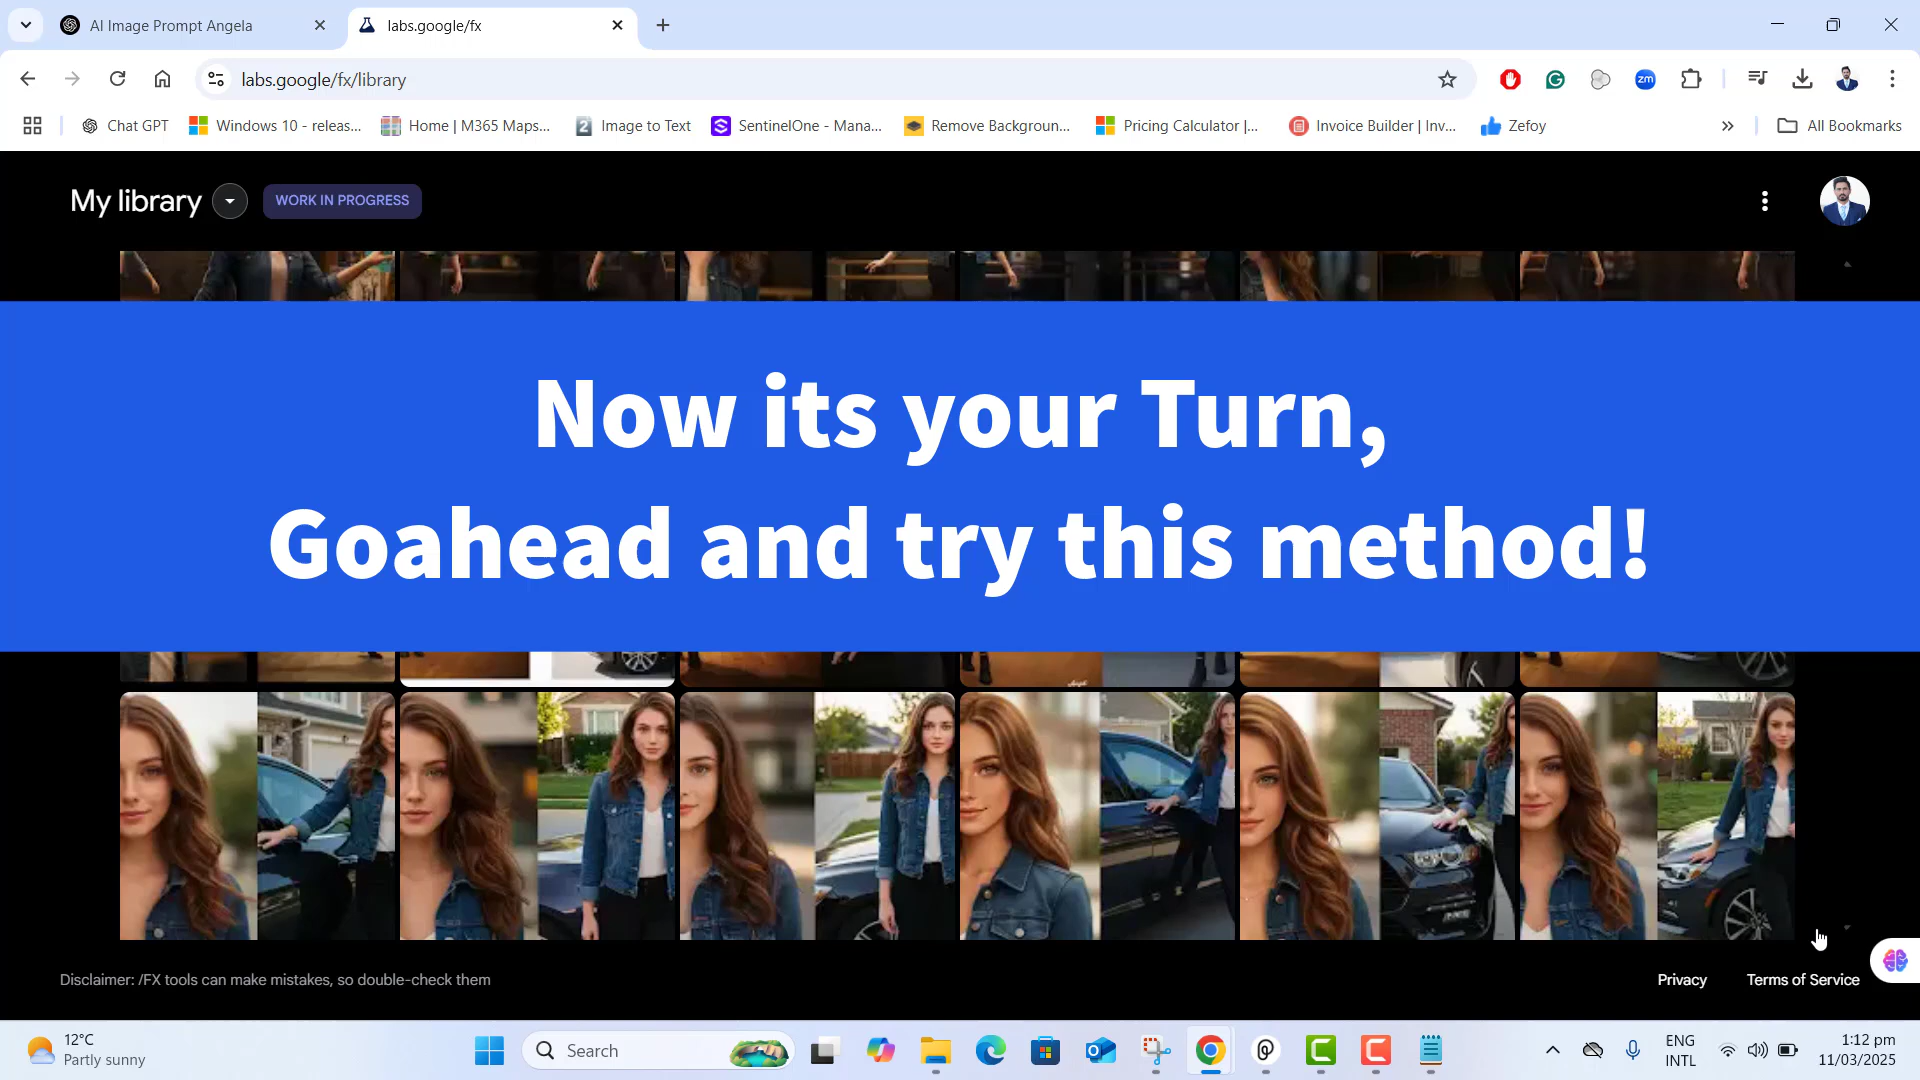 AI Image Prompt Angela
labs.google/fx
labs.google/fx/library
Chat GPT
Windows 10 - releas...
Home | M365 Maps...
2
Image to Text
SentinelOne - Mana...
Remove Backgroun...
Pricing Calculator |...
Invoice Builder | Inv...
Zefoy
»
All Bookmarks
zm
My library
WORK IN PROGRESS
Now its your Turn,
Goahead and try this method!
Disclaimer: /FX tools can make mistakes, so double-check them
Privacy
Terms of Service
12°C
Partly sunny
Search
ENG
INTL
1:12 pm
11/03/2025